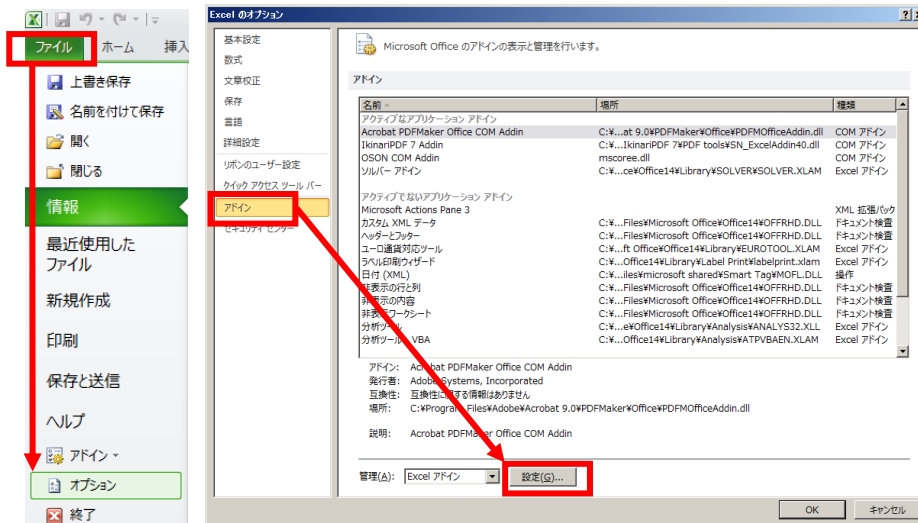 ファイル ホーム 挿入
上書き保存
名前を付けて保存
開く
閉じる
情報
最近使用した
ファイル
新規作成
印刷
保存と送信
ヘルプ
アドイン
オプション
終了
Excel のオプション
基本設定
数式
文章校正
保存
言語
詳細設定
リボンのユーザー設定
クイック アクセス ツール バー
アドイン
セキュリティ センター
Microsoft Office のアドインの表示と管理を行います。
アドイン
名前 場所 種類
アクティブなアプリケーション アドイン
Acrobat PDFMaker Office COM Addin C:¥...at 9.0¥PDFMaker¥Office¥PDFMOfficeAddin.dll COM アドイン
IkinariPDF 7 Addin C:¥...IkinariPDF 7¥PDF tools¥SN_ExcelAddin40.dll COM アドイン
OSON COM Addin mscoree.dll COM アドイン
ソルバー アドイン C:¥...ce¥Office14¥Library¥SOLVER¥SOLVER.XLAM Excel アドイン
アクティブでないアプリケーション アドイン
Microsoft Actions Pane 3 XML 拡張パック
カスタム XML データ C:¥...Files¥Microsoft Office¥Office14¥OFFRHD.DLL ドキュメント検査
ヘッダーとフッター C:¥...Files¥Microsoft Office¥Office14¥OFFRHD.DLL ドキュメント検査
ユーロ通貨対応ツール C:¥...ft Office¥Office14¥Library¥EUROTOOL.XLAM Excel アドイン
ラベル印刷ウィザード C:¥...Office14¥Library¥Label Print¥labelprint.xlam Excel アドイン
日付 (XML) C:¥...iles¥microsoft shared¥Smart Tag¥MOFL.DLL 操作
非表示の行と列 C:¥...Files¥Microsoft Office¥Office14¥OFFRHD.DLL ドキュメント検査
非表示の内容 C:¥...Files¥Microsoft Office¥Office14¥OFFRHD.DLL ドキュメント検査
非表示ワークシート C:¥...Files¥Microsoft Office¥Office14¥OFFRHD.DLL ドキュメント検査
分析ツール C:¥...e¥Office14¥Library¥Analysis¥ANALYS32.XLL Excel アドイン
分析ツール VBA C:¥...Office14¥Library¥Analysis¥ATPVBAEN.XLAM Excel アドイン
アドイン: Acrobat PDFMaker Office COM Addin
発行者: Adobe Systems, Incorporated
互換性: 互換性に関する情報はありません
場所: C:¥Program Files¥Adobe¥Acrobat 9.0¥PDFMaker¥Office¥PDFMOfficeAddin.dll
説明: Acrobat PDFMaker Office COM Addin
管理(A): Excel アドイン 設定(G)...
OK キャンセル